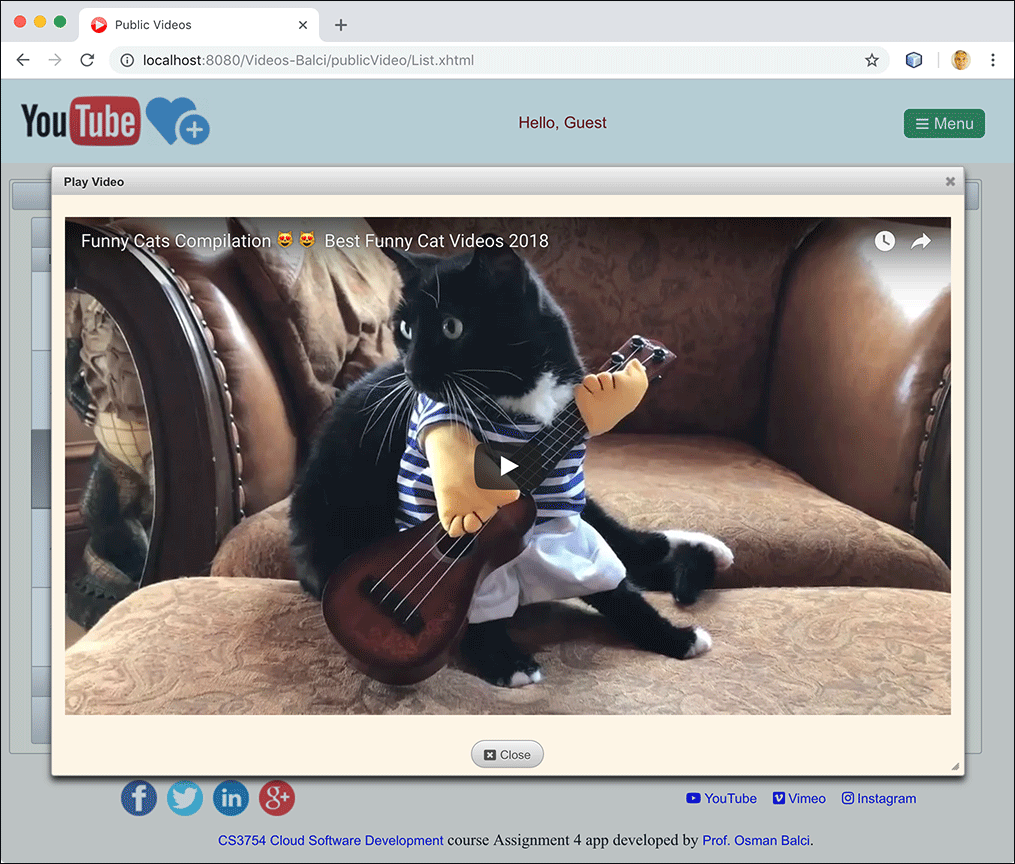 Public Videos
localhost:8080/Videos-Balci/publicVideo/List.xhtml
YouTube
Hello, Guest
Menu
Play Video
Funny Cats Compilation 😻 😻 Best Funny Cat Videos 2018
Close
f in g+
YouTube Vimeo Instagram
CS3754 Cloud Software Development course Assignment 4 app developed by Prof. Osman Balci.